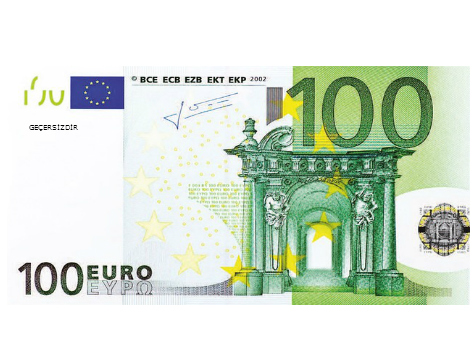 © BCE ECB EZB EKT EKP 2002
100
GEÇERSİZDİR
100 EURO
ΕΥΡΩ